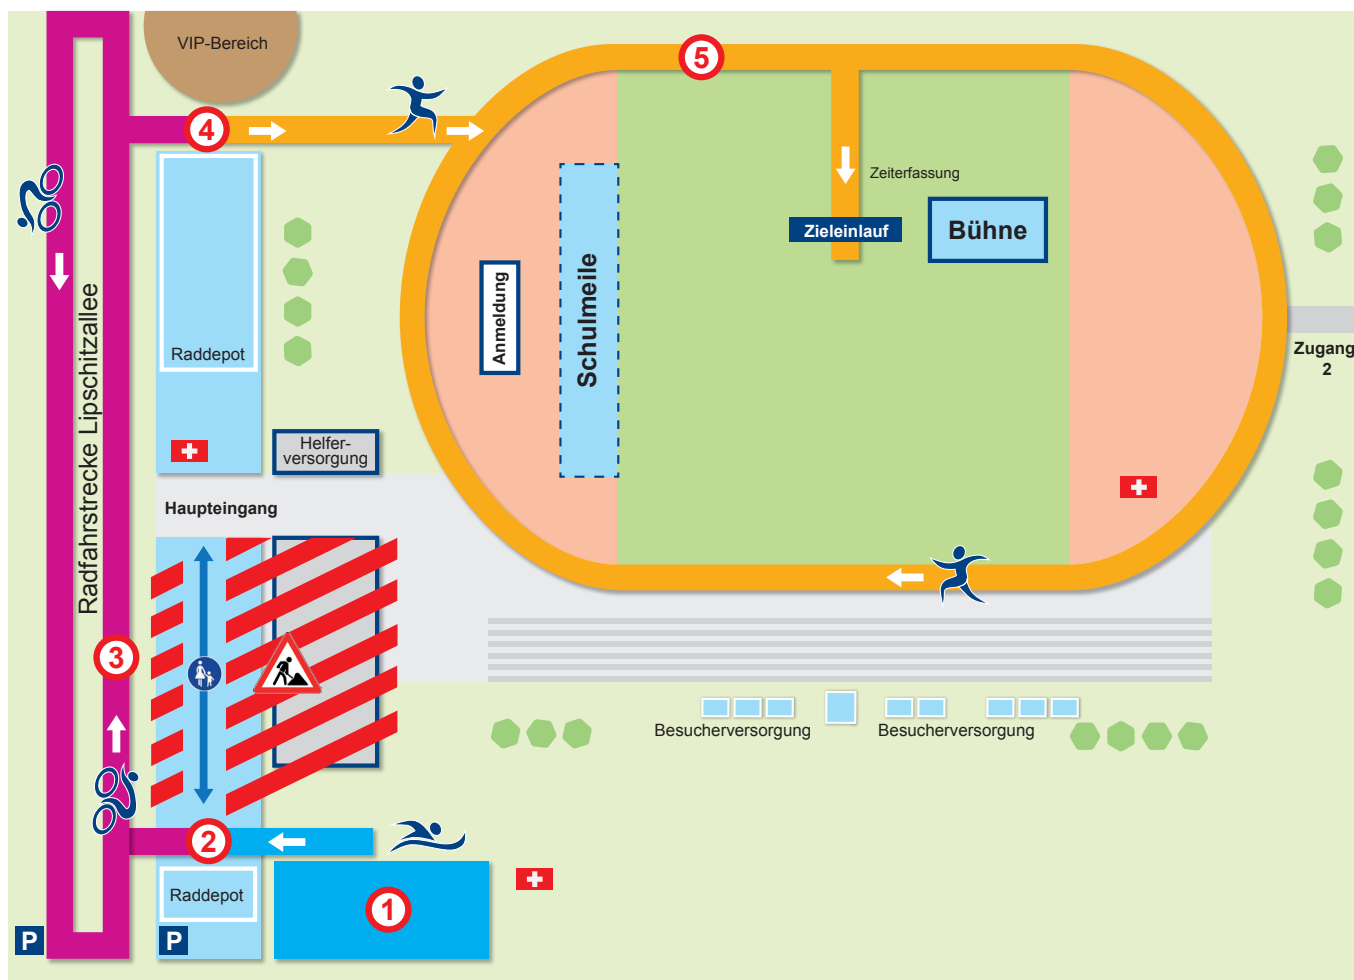 VIP-Bereich
5
4
Zeiterfassung
Zieleinlauf
Bühne
Schulmeile
Anmeldung
Radfahrstrecke Lipschitzallee
Raddepot
Zugang
2
Helfer-
versorgung
Haupteingang
3
Besucherversorgung
Besucherversorgung
2
Raddepot
1
P
P